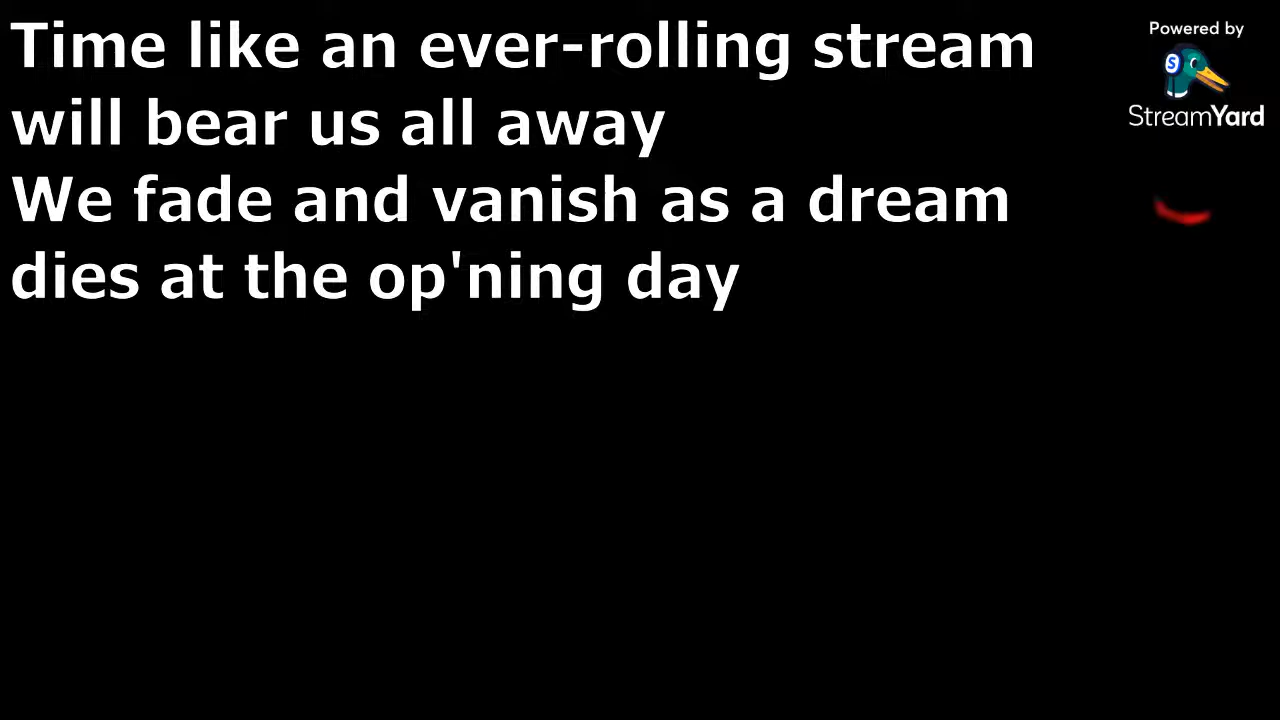 Time like an ever-rolling stream
will bear us all away
We fade and vanish as a dream
dies at the op'ning day
Powered by
S
StreamYard